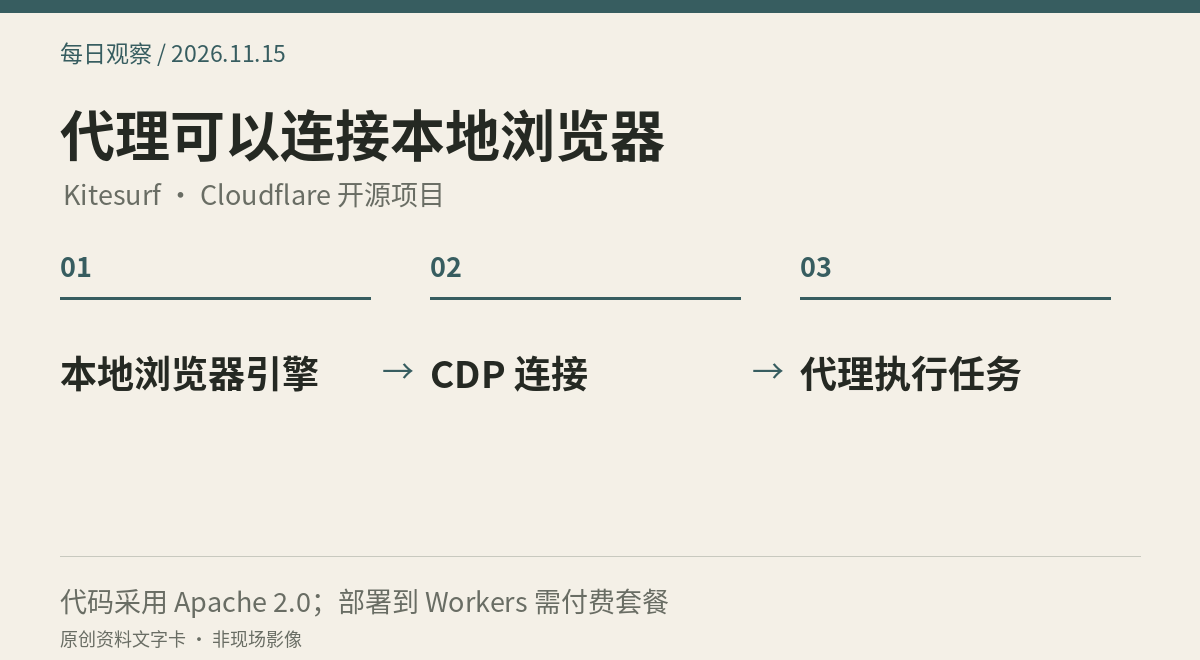 每日观察 / 2026.11.15
代理可以连接本地浏览器
Kitesurf · Cloudflare 开源项目
01
02
03
本地浏览器引擎 → CDP 连接 → 代理执行任务
代码采用 Apache 2.0；部署到 Workers 需付费套餐
原创资料文字卡 · 非现场影像